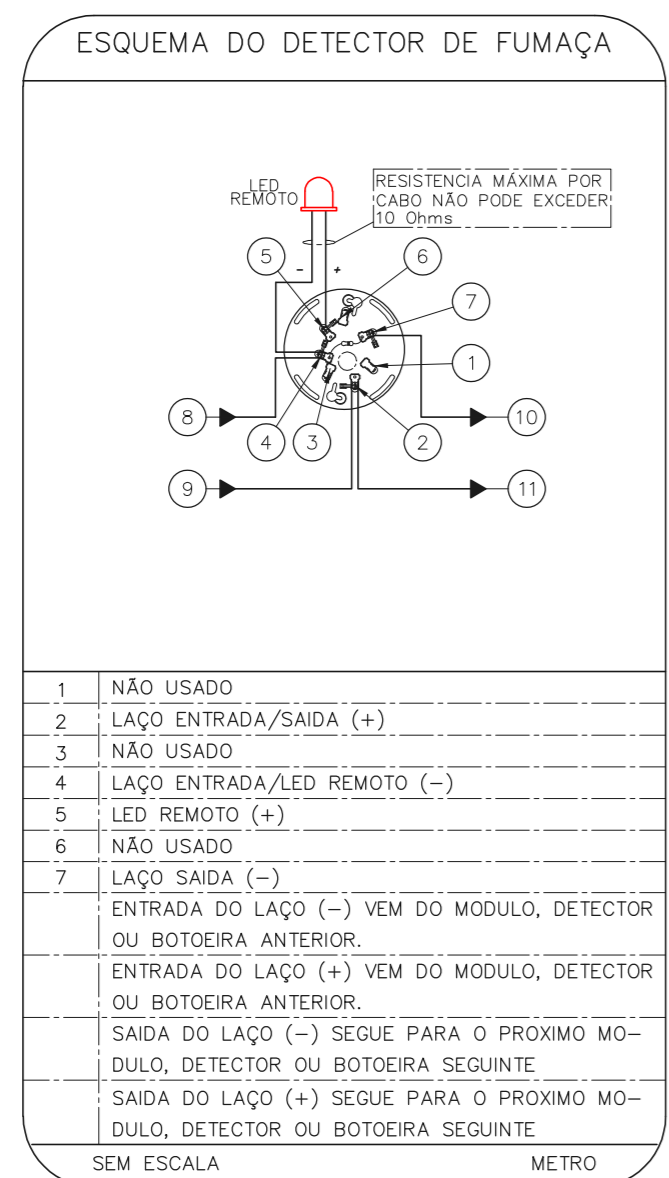 ESQUEMA DO DETECTOR DE FUMAÇA
LED
REMOTO
RESISTENCIA MÁXIMA POR
CABO NÃO PODE EXCEDER
10 Ohms
5
6
- +
7
1
8
10
4
3
2
9
11
1 NÃO USADO
2 LAÇO ENTRADA/SAIDA (+)
3 NÃO USADO
4 LAÇO ENTRADA/LED REMOTO (-)
5 LED REMOTO (+)
6 NÃO USADO
7 LAÇO SAIDA (-)
ENTRADA DO LAÇO (-) VEM DO MODULO, DETECTOR
OU BOTOEIRA ANTERIOR.
ENTRADA DO LAÇO (+) VEM DO MODULO, DETECTOR
OU BOTOEIRA ANTERIOR.
SAIDA DO LAÇO (-) SEGUE PARA O PROXIMO MO-
DULO, DETECTOR OU BOTOEIRA SEGUINTE
SAIDA DO LAÇO (+) SEGUE PARA O PROXIMO MO-
DULO, DETECTOR OU BOTOEIRA SEGUINTE
SEM ESCALA METRO